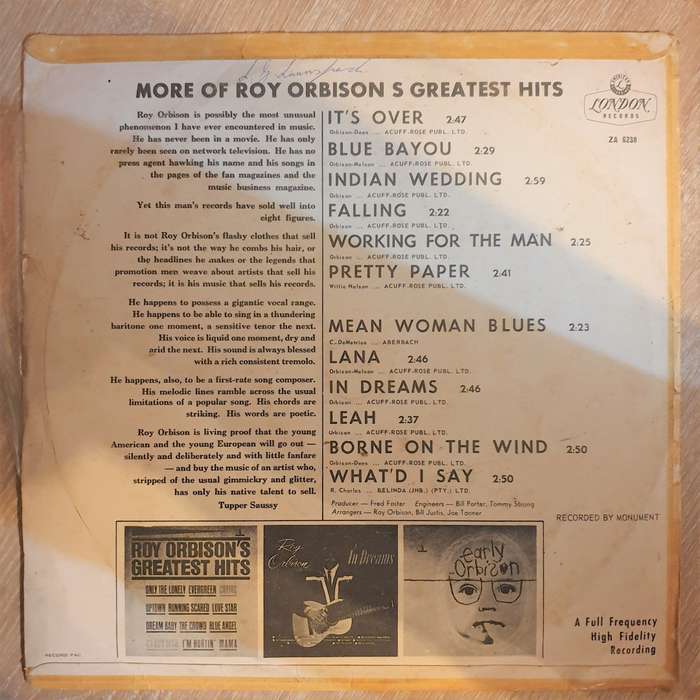 MORE OF ROY ORBISON S GREATEST HITS
LONDON
RECORDS
ZA 6238
Roy Orbison is possibly the most unusual
phenomenon I have ever encountered in music.
He has never been in a movie. He has only
rarely been seen on network television. He has no
press agent hawking his name and his songs in
the pages of the fan magazines and the
music business magazine.
Yet this man's records have sold well into
eight figures.
It is not Roy Orbison's flashy clothes that sell
his records; it's not the way he combs his hair, or
the headlines he makes or the legends that
promotion men weave about artists that sell his
records; it is his music that sells his records.
He happens to possess a gigantic vocal range.
He happens to be able to sing in a thundering
baritone one moment, a sensitive tenor the next.
His voice is liquid one moment, dry and
arid the next. His sound is always blessed
with a rich consistent tremolo.
He happens, also, to be a first-rate song composer.
His melodic lines ramble across the usual
limitations of a popular song. His chords are
striking. His words are poetic.
Roy Orbison is living proof that the young
American and the young European will go out —
silently and deliberately and with little fanfare
— and buy the music of an artist who,
stripped of the usual gimmickry and glitter,
has only his native talent to sell.
Tupper Saussy
IT'S OVER 2:47
Orbison-Dees ... ACUFF-ROSE PUBL. LTD.
BLUE BAYOU 2:29
Orbison-Melson ... ACUFF-ROSE PUBL. LTD.
INDIAN WEDDING 2:59
Orbison ... ACUFF-ROSE PUBL. LTD.
FALLING 2:22
Orbison ... ACUFF-ROSE PUBL. LTD.
WORKING FOR THE MAN 2:25
Orbison ... ACUFF-ROSE PUBL. LTD.
PRETTY PAPER 2:41
Willie Nelson ... ACUFF-ROSE PUBL. LTD.
MEAN WOMAN BLUES 2:23
C. DeMetrius ... ABERBACH
LANA 2:46
Orbison-Melson ... ACUFF-ROSE PUBL. LTD.
IN DREAMS 2:46
Orbison ... ACUFF-ROSE PUBL. LTD.
LEAH 2:37
Orbison ... ACUFF-ROSE PUBL. LTD.
BORNE ON THE WIND 2:50
Orbison-Dees ... ACUFF-ROSE PUBL. LTD.
WHAT'D I SAY 2:50
R. Charles ... BELINDA (JHB.) (PTY.) LTD.
Producer — Fred Foster Engineers — Bill Porter, Tommy Strong
Arrangers — Roy Orbison, Bill Justis, Joe Tanner
RECORDED BY MONUMENT
ROY ORBISON'S
GREATEST HITS
ONLY THE LONELY EVERGREEN CRYING
UPTOWN RUNNING SCARED LOVE STAR
DREAM BABY THE CROWD BLUE ANGEL
I'M HURTIN' MAMA
Roy
Orbison
In Dreams
early
Orbison
A Full Frequency
High Fidelity
Recording